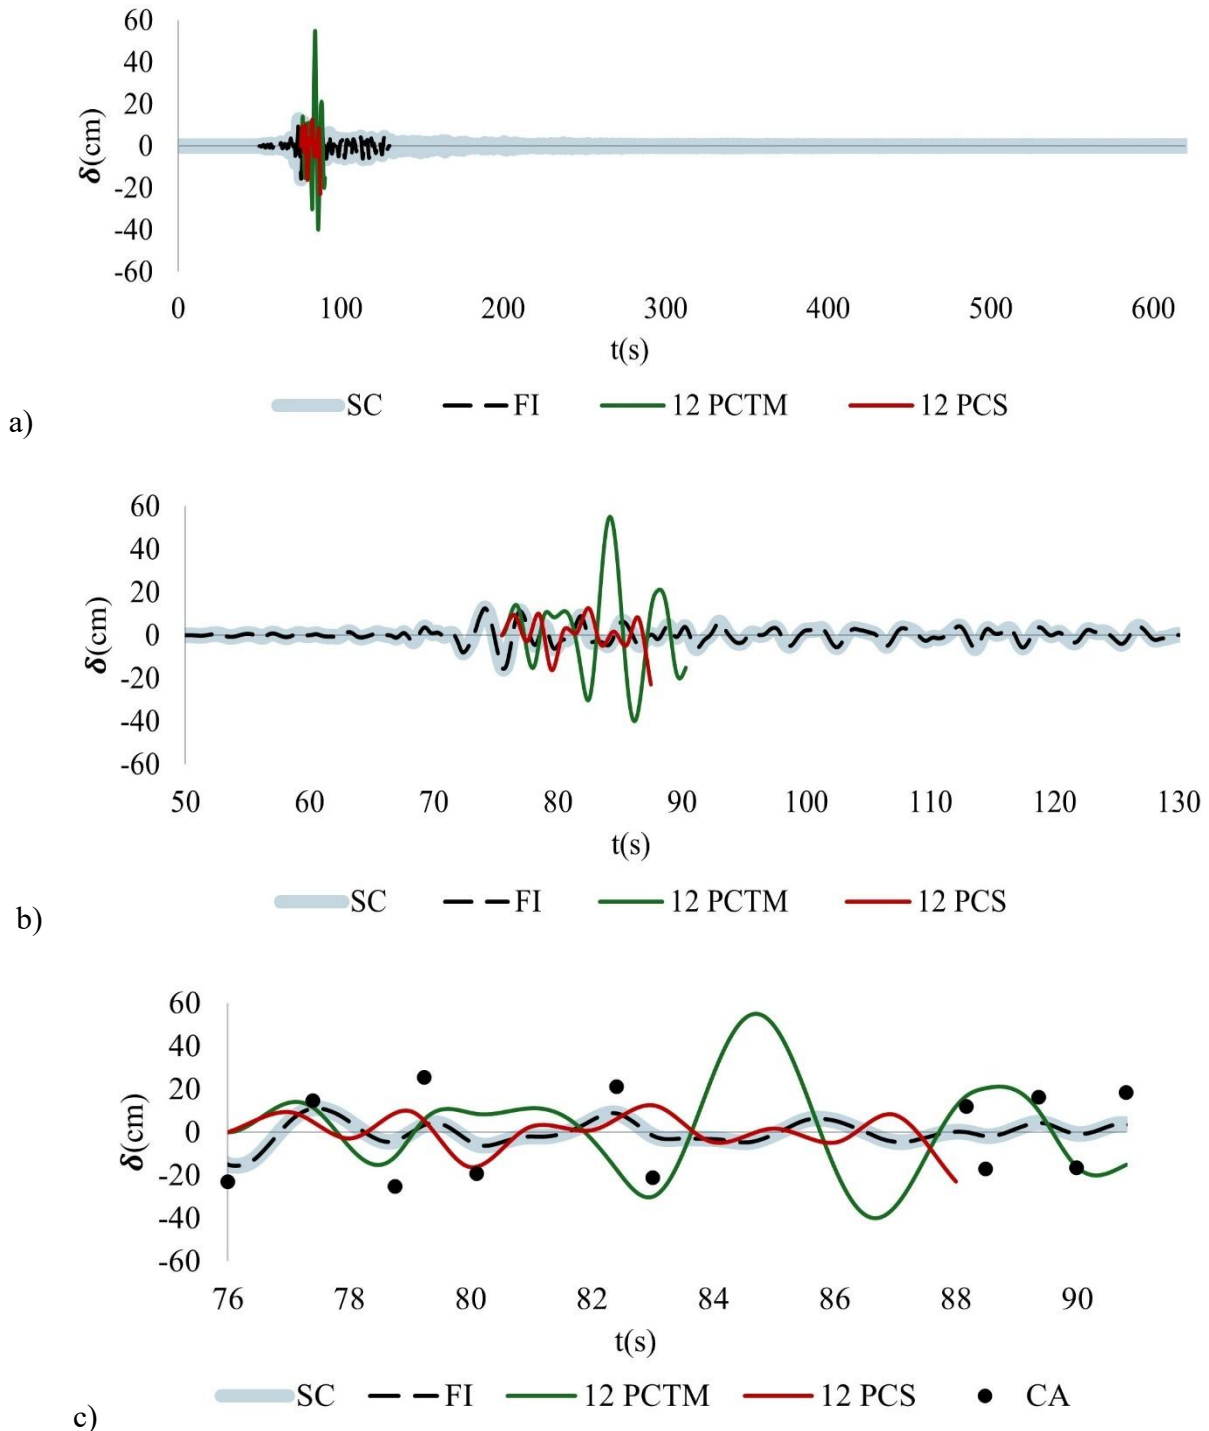 60
40
20
0
-20
-40
-60
δ(cm)
0 100 200 300 400 500 600
t(s)
SC FI 12 PCTM 12 PCS
a)
60
40
20
0
-20
-40
-60
δ(cm)
50 60 70 80 90 100 110 120 130
t(s)
SC FI 12 PCTM 12 PCS
b)
60
40
20
0
-20
-40
-60
δ(cm)
76 78 80 82 84 86 88 90
t(s)
SC FI 12 PCTM 12 PCS CA
c)